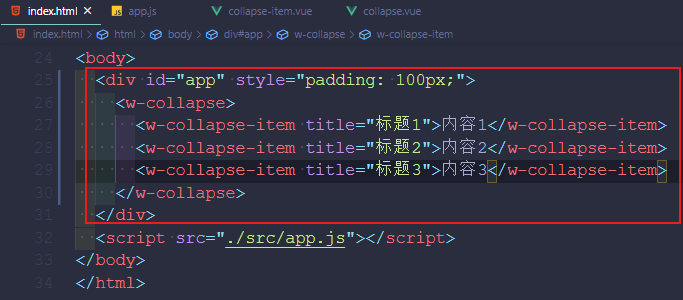 index.html × app.js collapse-item.vue collapse.vue
index.html > html > body > div#app > w-collapse > w-collapse-item
24 <body>
25 <div id="app" style="padding: 100px;">
26 <w-collapse>
27 <w-collapse-item title="标题1">内容1</w-collapse-item>
28 <w-collapse-item title="标题2">内容2</w-collapse-item>
29 <w-collapse-item title="标题3">内容3</w-collapse-item>
30 </w-collapse>
31 </div>
32 <script src="./src/app.js"></script>
33 </body>
34 </html>